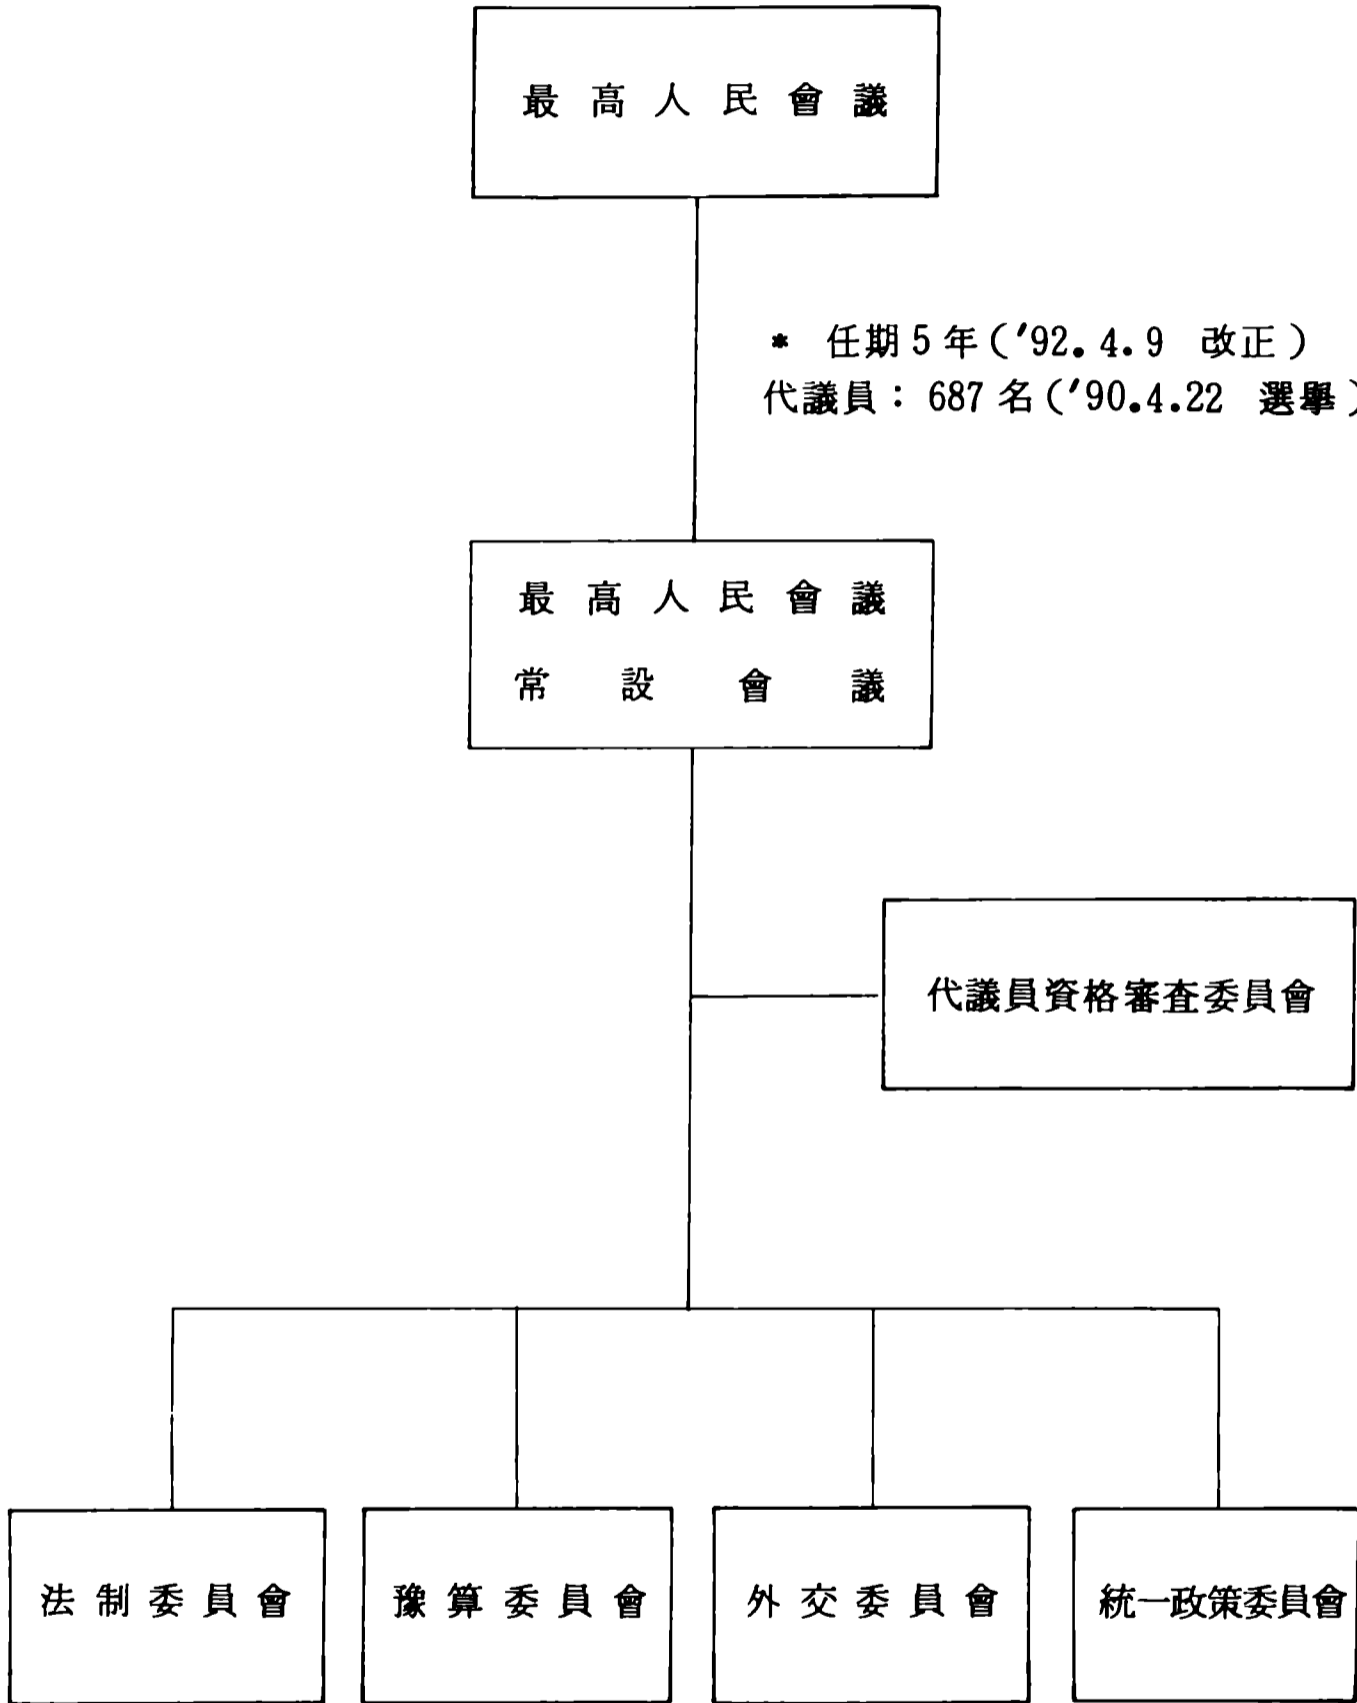 最高人民會議
* 任期5年('92.4.9 改正)
代議員：687名('90.4.22 選擧)
最高人民會議
常設會議
代議員資格審査委員會
法制委員會
豫算委員會
外交委員會
統一政策委員會